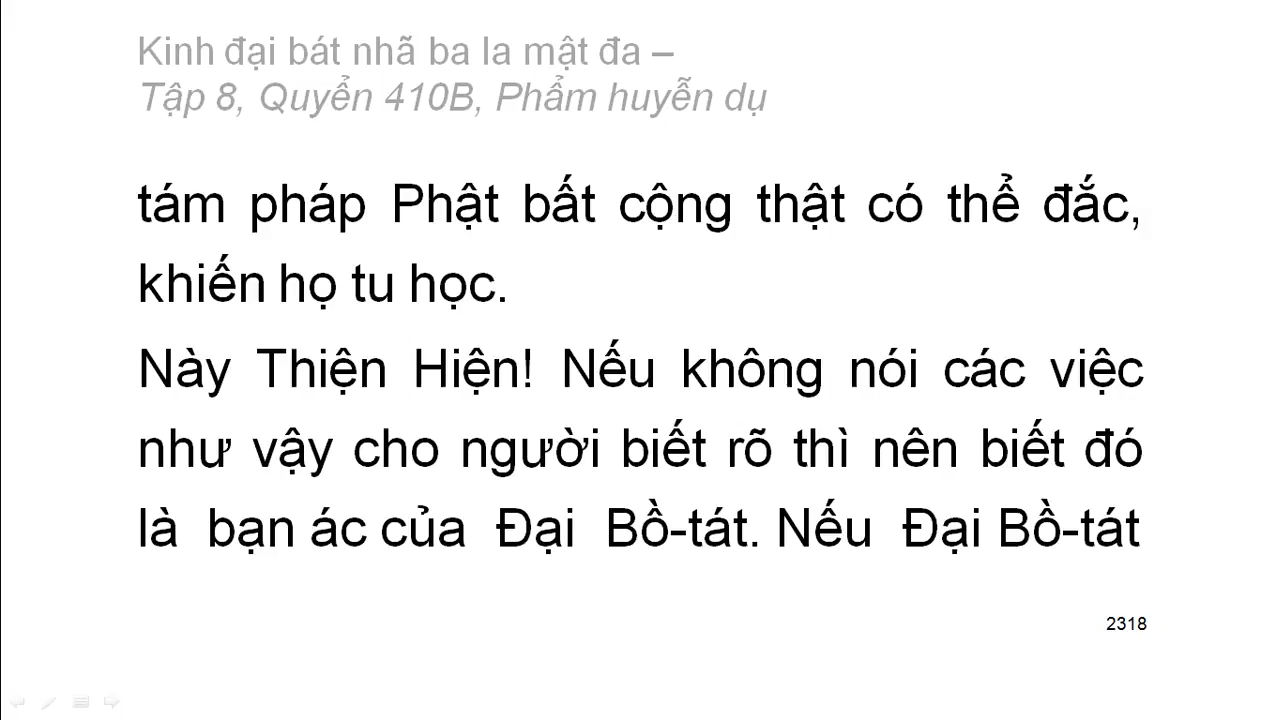 Kinh đại bát nhã ba la mật đa –
Tập 8, Quyển 410B, Phẩm huyễn dụ
tám pháp Phật bất cộng thật có thể đắc,
khiến họ tu học.
Này Thiện Hiện! Nếu không nói các việc
như vậy cho người biết rõ thì nên biết đó
là bạn ác của Đại Bồ-tát. Nếu Đại Bồ-tát
2318